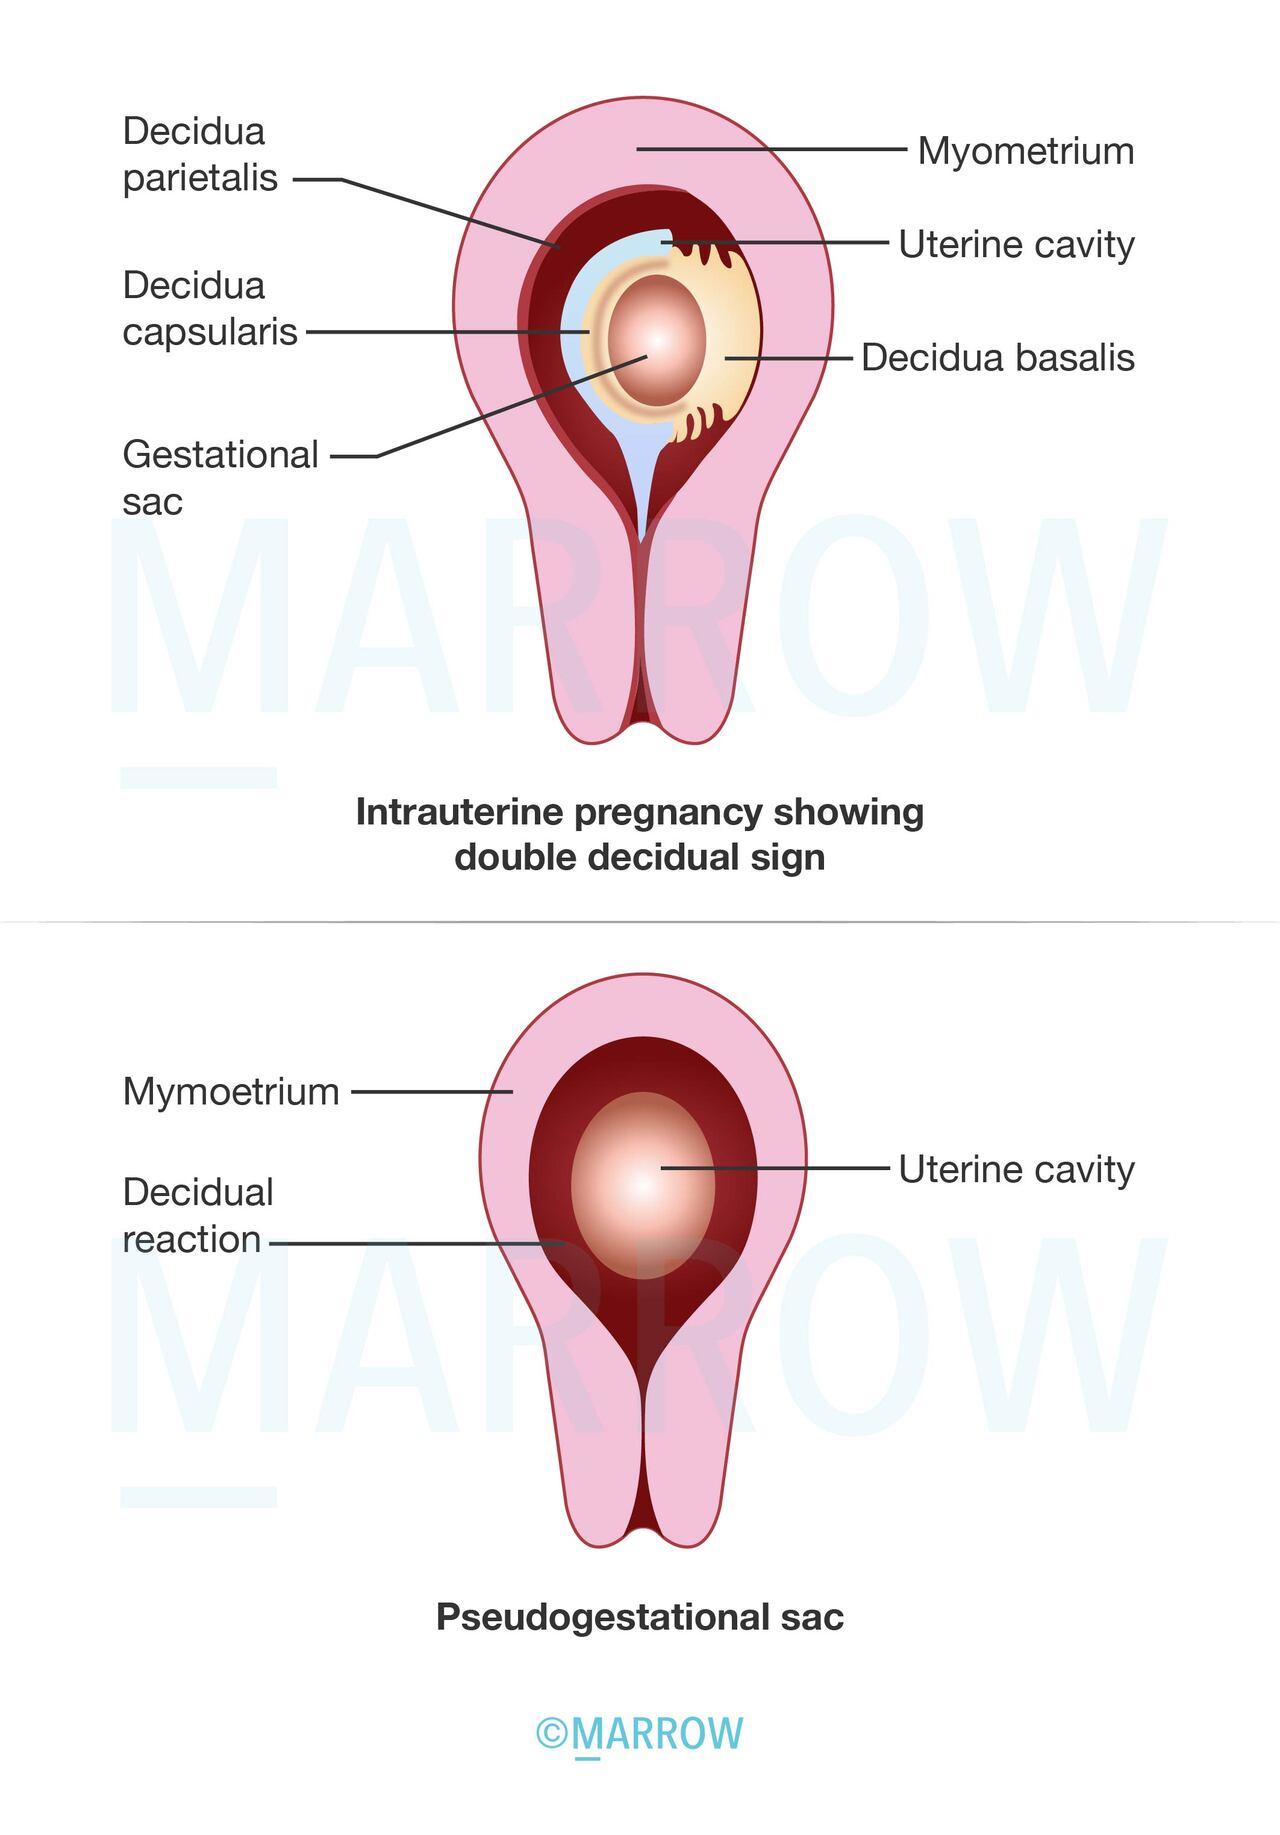 Decidua
parietalis
Myometrium
Uterine cavity
Decidua
capsularis
Decidua basalis
Gestational
sac
MARROW
Intrauterine pregnancy showing
double decidual sign
Mymoetrium
Uterine cavity
Decidual
reaction
MARROW
Pseudogestational sac
©MARROW